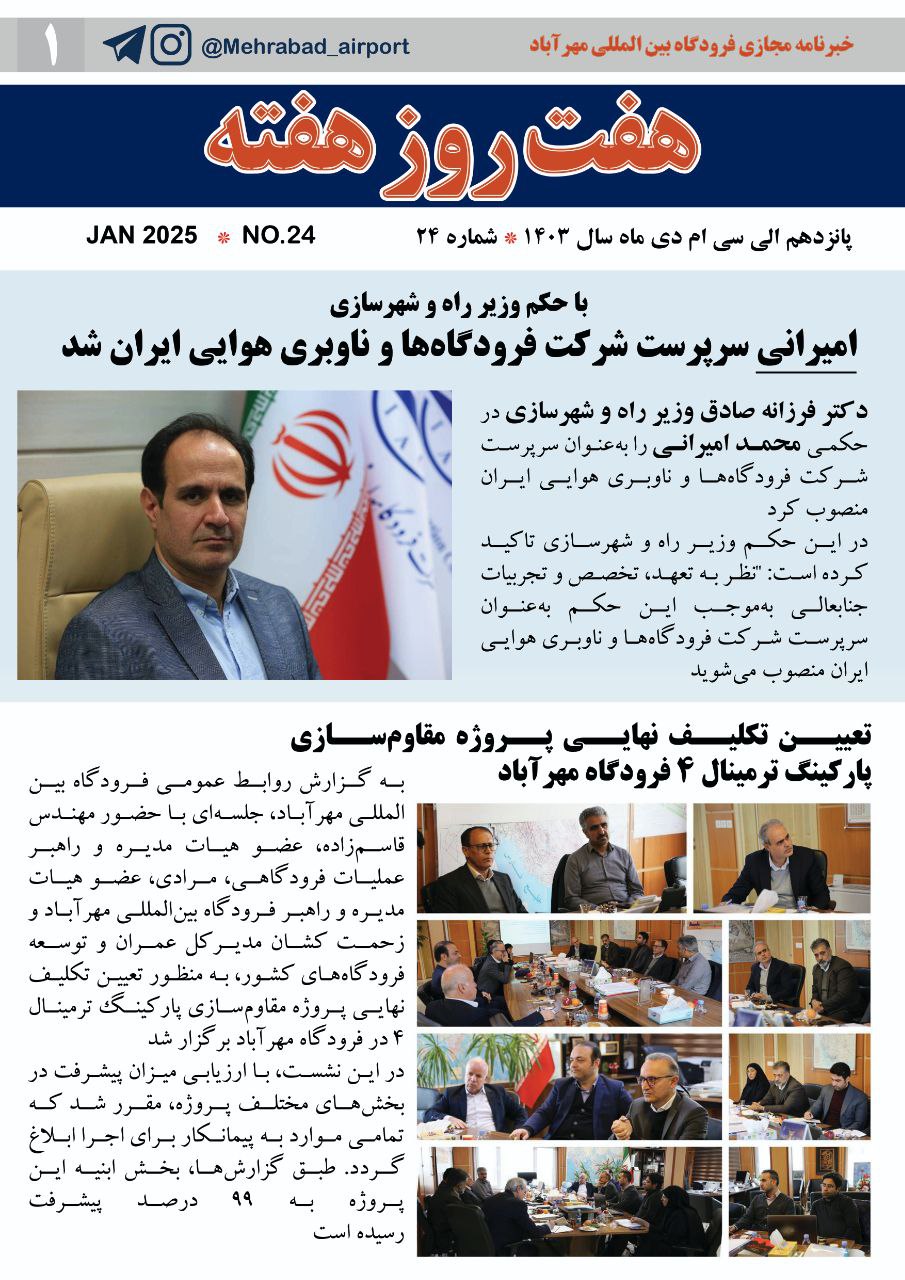 خبرنامه مجازی فرودگاه بین المللی مهرآباد
@Mehrabad_airport
۱
هفت روز هفته
پانزدهم الی سی ام دی ماه سال ۱۴۰۳ * شماره ۲۴
JAN 2025 * NO.24
با حکم وزیر راه و شهرسازی
امیرانی سرپرست شرکت فرودگاه‌ها و ناوبری هوایی ایران شد
دکتر فرزانه صادق وزیر راه و شهرسازی در
حکمی محمد امیرانی را به‌عنوان سرپرست
شرکت فرودگاه‌ها و ناوبری هوایی ایران
منصوب کرد
در این حکم وزیر راه و شهرسازی تاکید
کرده است: "نظر به تعهد، تخصص و تجربیات
جنابعالی به‌موجب این حکم به‌عنوان
سرپرست شرکت فرودگاه‌ها و ناوبری هوایی
ایران منصوب می‌شوید
تعیین تکلیف نهایی پروژه مقاوم‌سازی
پارکینگ ترمینال ۴ فرودگاه مهرآباد
به گزارش روابط عمومی فرودگاه بین
المللی مهرآباد، جلسه‌ای با حضور مهندس
قاسم‌زاده، عضو هیات مدیره و راهبر
عملیات فرودگاهی، مرادی، عضو هیات
مدیره و راهبر فرودگاه بین‌المللی مهرآباد و
زحمت کشان مدیرکل عمران و توسعه
فرودگاه‌های کشور، به منظور تعیین تکلیف
نهایی پروژه مقاوم‌سازی پارکینگ ترمینال
۴ در فرودگاه مهرآباد برگزار شد
در این نشست، با ارزیابی میزان پیشرفت در
بخش‌های مختلف پروژه، مقرر شد که
تمامی موارد به پیمانکار برای اجرا ابلاغ
گردد. طبق گزارش‌ها، بخش ابنیه این
پروژه به ۹۹ درصد پیشرفت
رسیده است